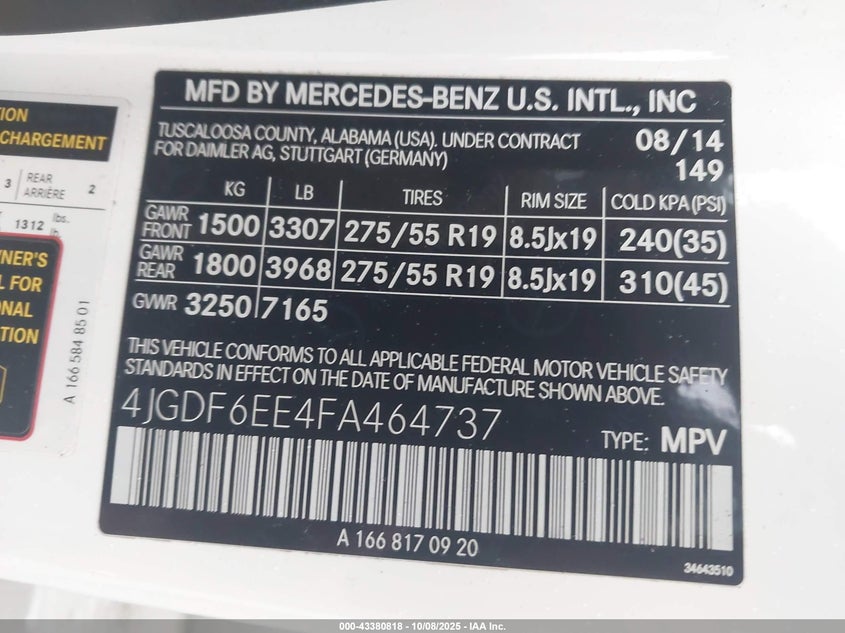 TION
CHARGEMENT
3
REAR
ARRIÈRE
2
1312
lbs.
lb.
WNER'S
L FOR
ONAL
TION
A 166 584 85 01
MFD BY MERCEDES-BENZ U.S. INTL., INC
TUSCALOOSA COUNTY, ALABAMA (USA). UNDER CONTRACT
FOR DAIMLER AG, STUTTGART (GERMANY)
08/14
149
KG LB TIRES RIM SIZE COLD KPA(PSI)
GAWR FRONT 1500 3307 275/55 R19 8.5Jx19 240(35)
GAWR REAR 1800 3968 275/55 R19 8.5Jx19 310(45)
GVWR 3250 7165
THIS VEHICLE CONFORMS TO ALL APPLICABLE FEDERAL MOTOR VEHICLE SAFETY
STANDARDS IN EFFECT ON THE DATE OF MANUFACTURE SHOWN ABOVE.
4JGDF6EE4FA464737
TYPE: MPV
A 166 817 09 20
34643510
000-43380818 - 10/08/2025 - IAA Inc.